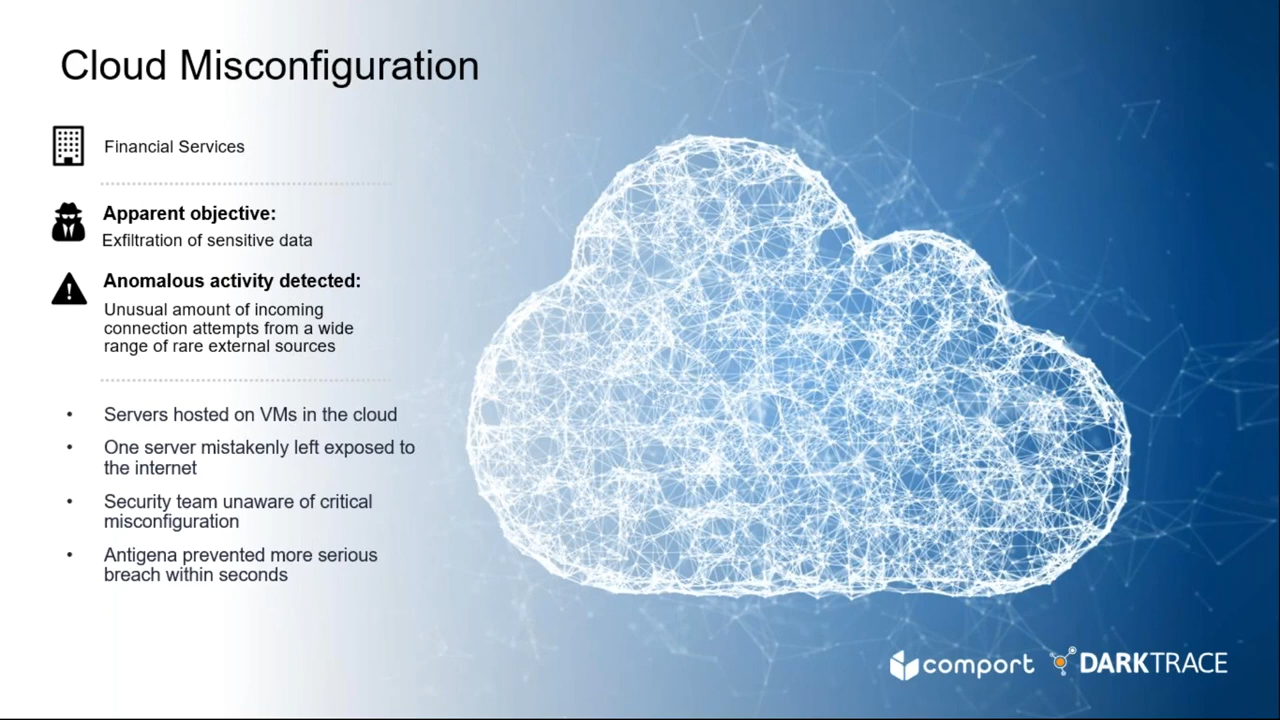 Cloud Misconfiguration
Financial Services
Apparent objective:
Exfiltration of sensitive data
Anomalous activity detected:
Unusual amount of incoming
connection attempts from a wide
range of rare external sources
• Servers hosted on VMs in the cloud
• One server mistakenly left exposed to
the internet
• Security team unaware of critical
misconfiguration
• Antigena prevented more serious
breach within seconds
comport DARKTRACE